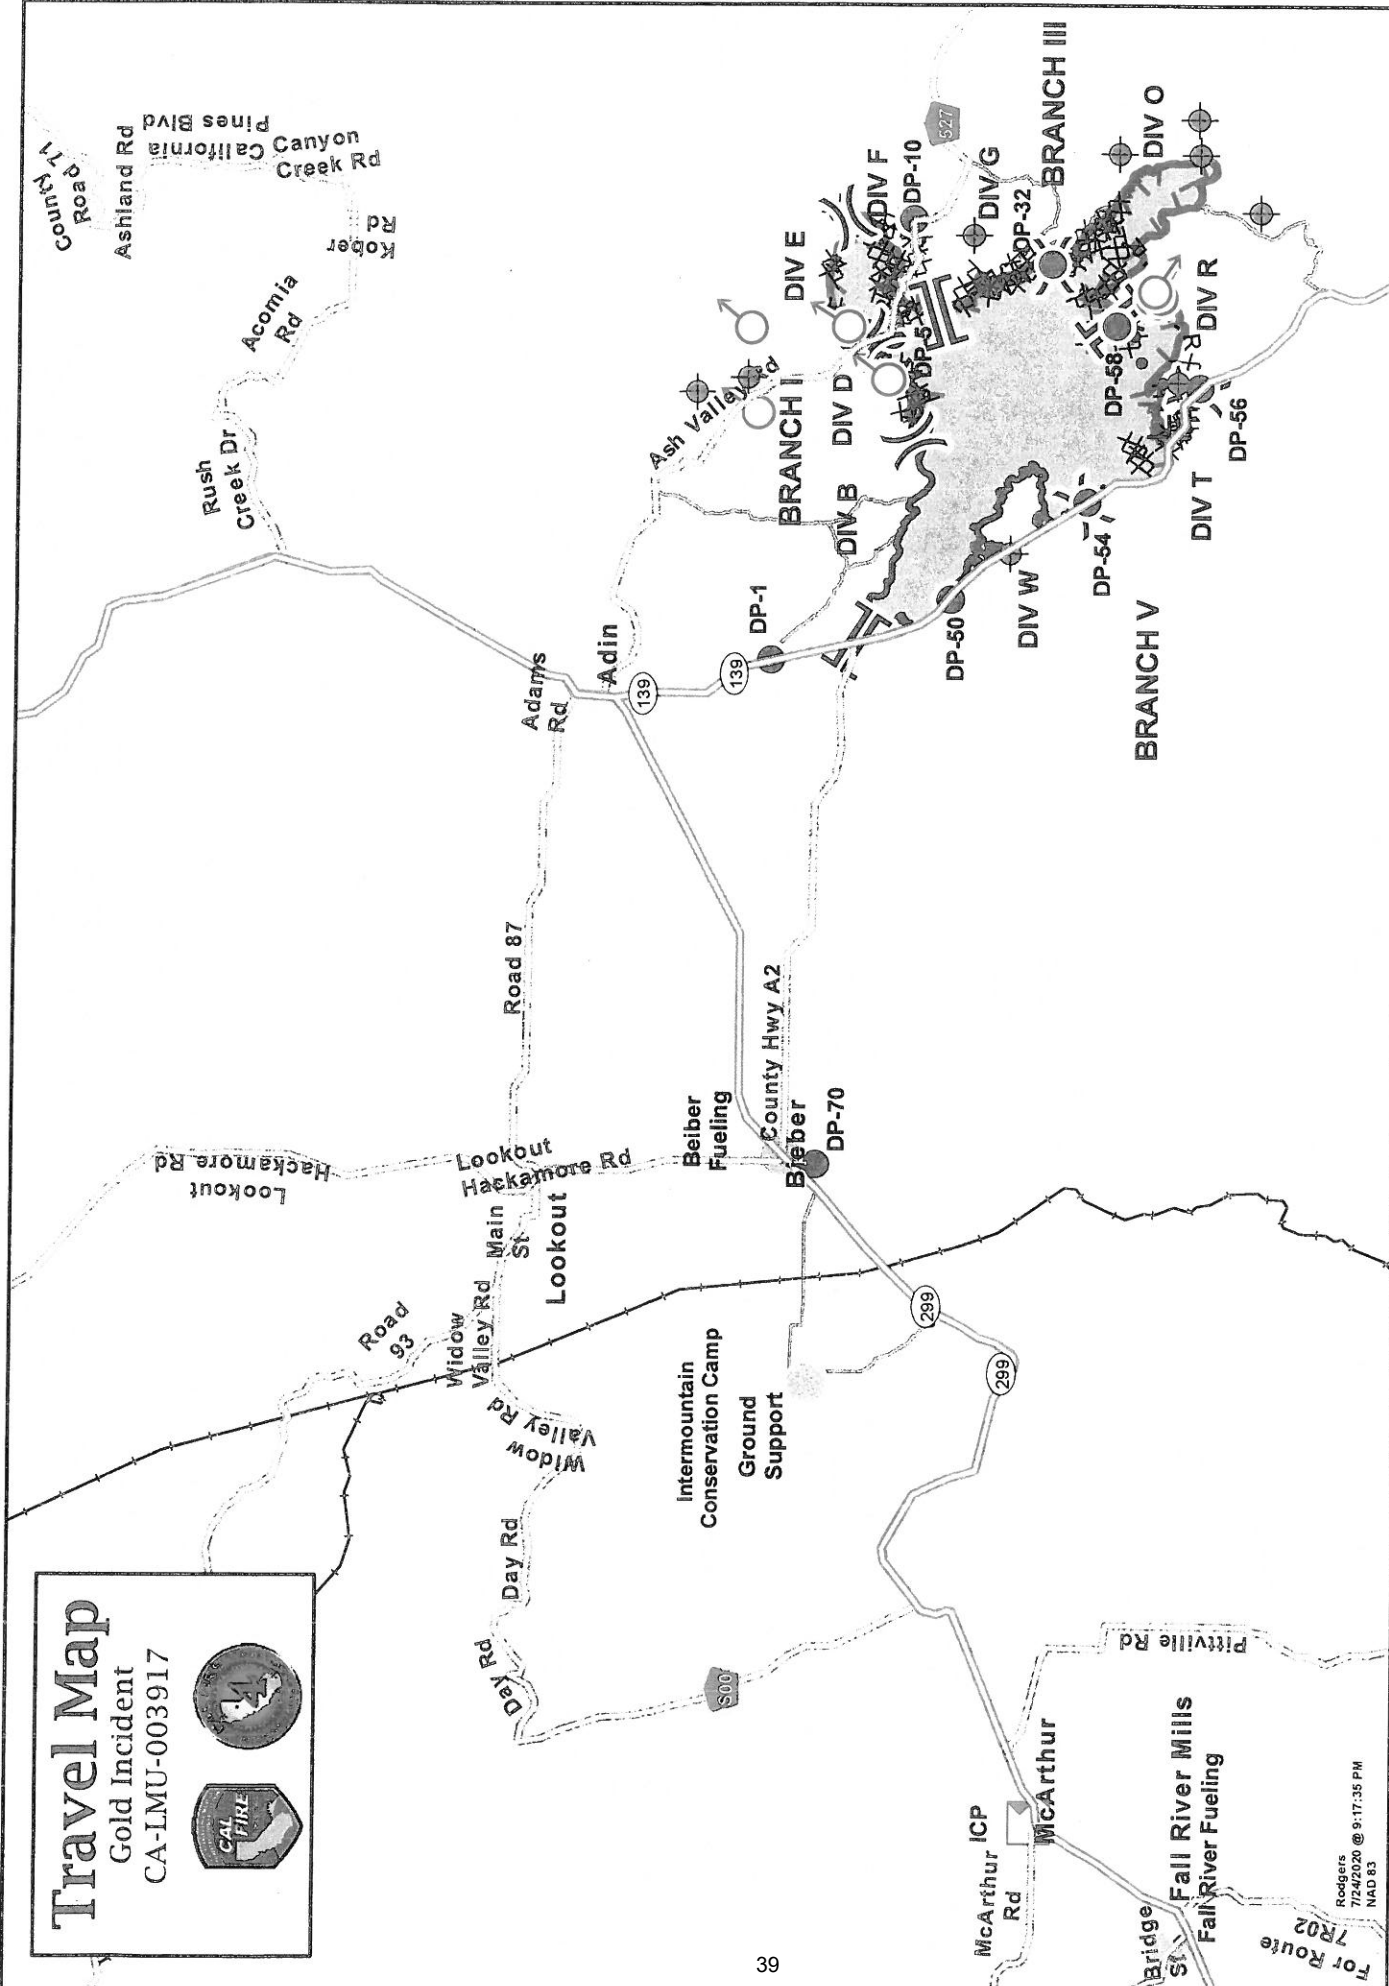 Travel Map
Gold Incident
CA-LMU-003917
CAL
FIRE
4
County
Road 71
Ashland Rd
California
Pines Blvd
Canyon
Creek Rd
Kober
Rd
Acomia
Rd
Rush
Creek Dr
Adams
Rd
Adin
139
139
Ash Valley Rd
Road 87
Lookout
Hackamore Rd
Lookout
Hackamore Rd
Main
St
Lookout
Road
93
Widow
Valley Rd
Widow
Valley Rd
Day Rd
Day Rd
Beiber
Fueling
County Hwy A2
Bieber
DP-70
Intermountain
Conservation Camp
Ground
Support
299
299
Pittville Rd
McArthur
ICP
McArthur
Rd
Fall River Mills
Fall River Fueling
Bridge
St
For Route
7R02
DP-1
BRANCH I
DIV B
DIV D
DIV E
DIV F
DP-5
DP-10
527
DIV G
DP-32
BRANCH III
DIV O
DIV R
DP-58
DP-56
DIV T
DP-54
DIV W
DP-50
BRANCH V
Rodgers
7/24/2020 @ 9:17:35 PM
NAD 83
39